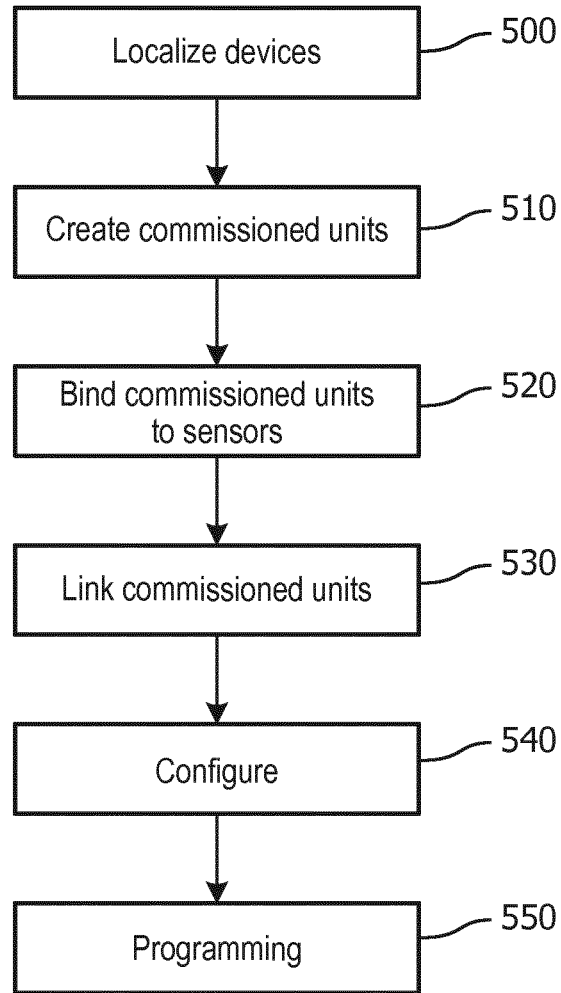 Localize devices
500
Create commissioned units
510
Bind commissioned units
to sensors
520
Link commissioned units
530
Configure
540
Programming
550